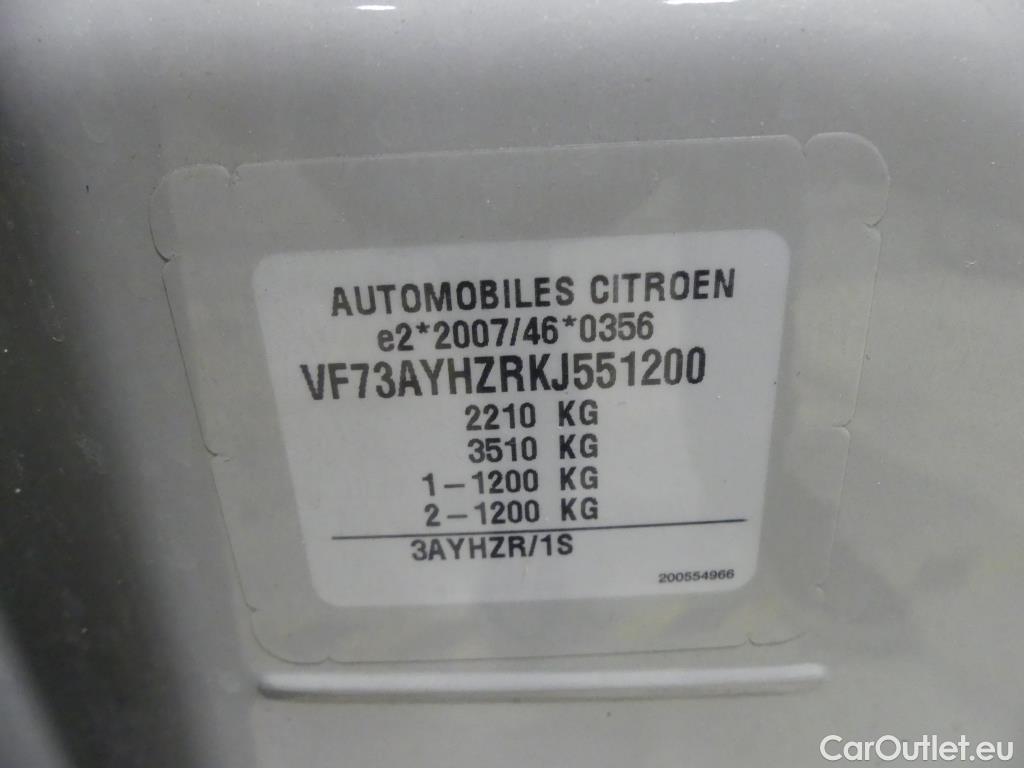 AUTOMOBILES CITROEN
e2*2007/46*0356
VF73AYHZRKJ551200
2210 KG
3510 KG
1-1200 KG
2-1200 KG
3AYHZR/1S
200554966
CarOutlet.eu